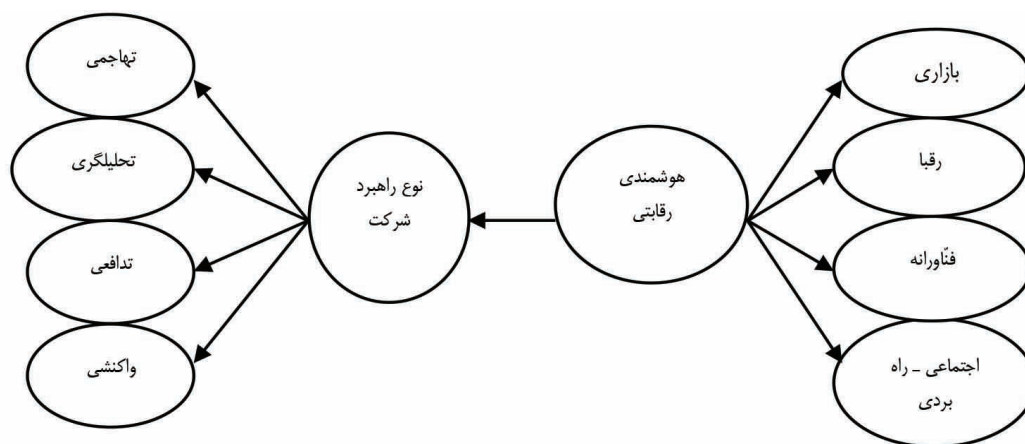 بازاری
رقبا
فنّاورانه
اجتماعی ـ راه
بردی
هوشمندی
رقابتی
نوع راهبرد
شرکت
تهاجمی
تحلیلگری
تدافعی
واکنشی